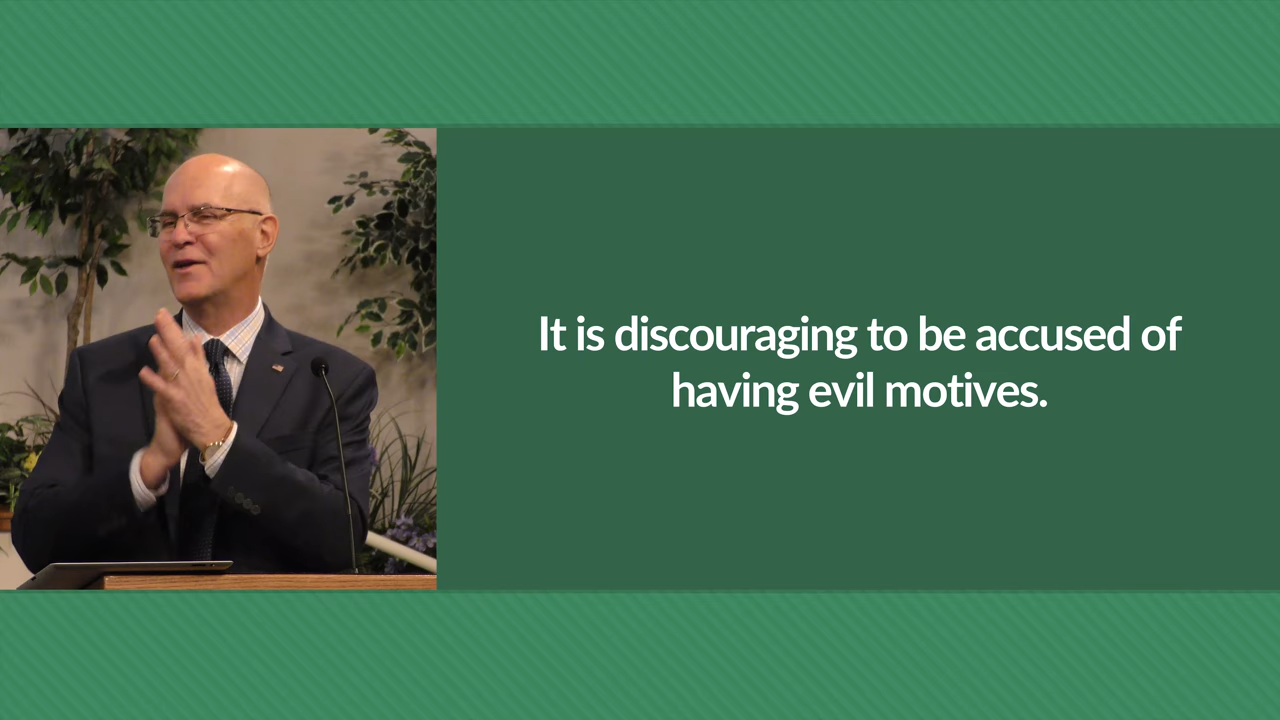 It is discouraging to be accused of
having evil motives.